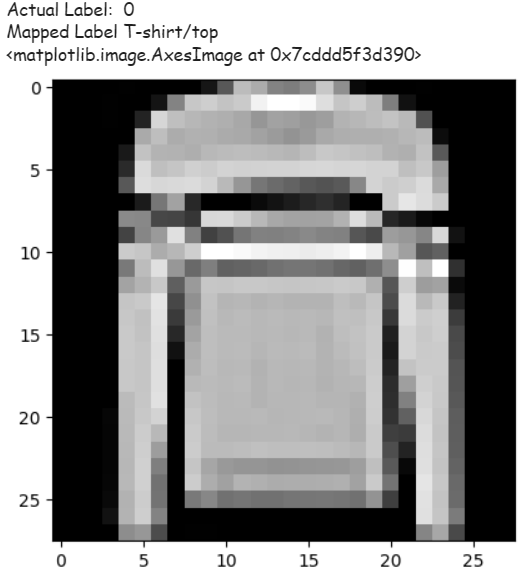 Actual Label:  0
Mapped Label T-shirt/top
<matplotlib.image.AxesImage at 0x7cddd5f3d390>
0
5
10
15
20
25
0 5 10 15 20 25